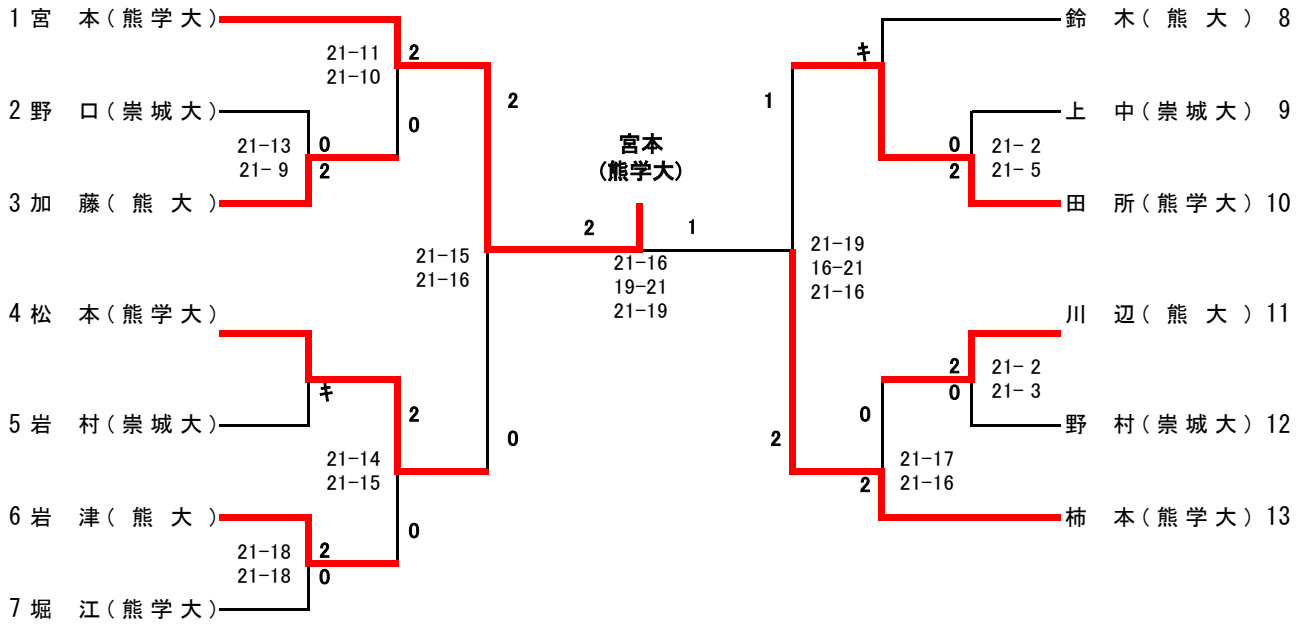 1 宮 本(熊学大)
21-11
21-10
2
0
2 野 口(崇城大)
21-13
21- 9
0
2
3 加 藤( 熊 大 )
2
21-15
21-16
4 松 本(熊学大)
キ
5 岩 村(崇城大)
2
0
21-14
21-15
0
6 岩 津( 熊 大 )
21-18
21-18
2
0
7 堀 江(熊学大)
宮本
(熊学大)
2
1
21-16
19-21
21-19
鈴 木( 熊 大 ) 8
キ
1
上 中(崇城大) 9
0
2
21- 2
21- 5
田 所(熊学大) 10
21-19
16-21
21-16
川 辺( 熊 大 ) 11
2
0
21- 2
21- 3
野 村(崇城大) 12
0
2
21-17
21-16
2
柿 本(熊学大) 13